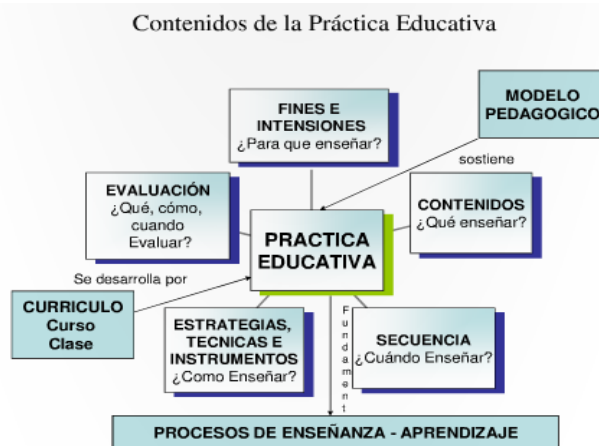 Contenidos de la Práctica Educativa
FINES E
INTENSIONES
¿Para que enseñar?
MODELO
PEDAGOGICO
sostiene
EVALUACIÓN
¿Qué, cómo,
cuando
Evaluar?
CONTENIDOS
¿Qué enseñar?
PRACTICA
EDUCATIVA
Se desarrolla por
CURRICULO
Curso
Clase
ESTRATEGIAS,
TECNICAS E
INSTRUMENTOS
¿Como Enseñar?
Fundament
SECUENCIA
¿Cuándo Enseñar?
PROCESOS DE ENSEÑANZA - APRENDIZAJE